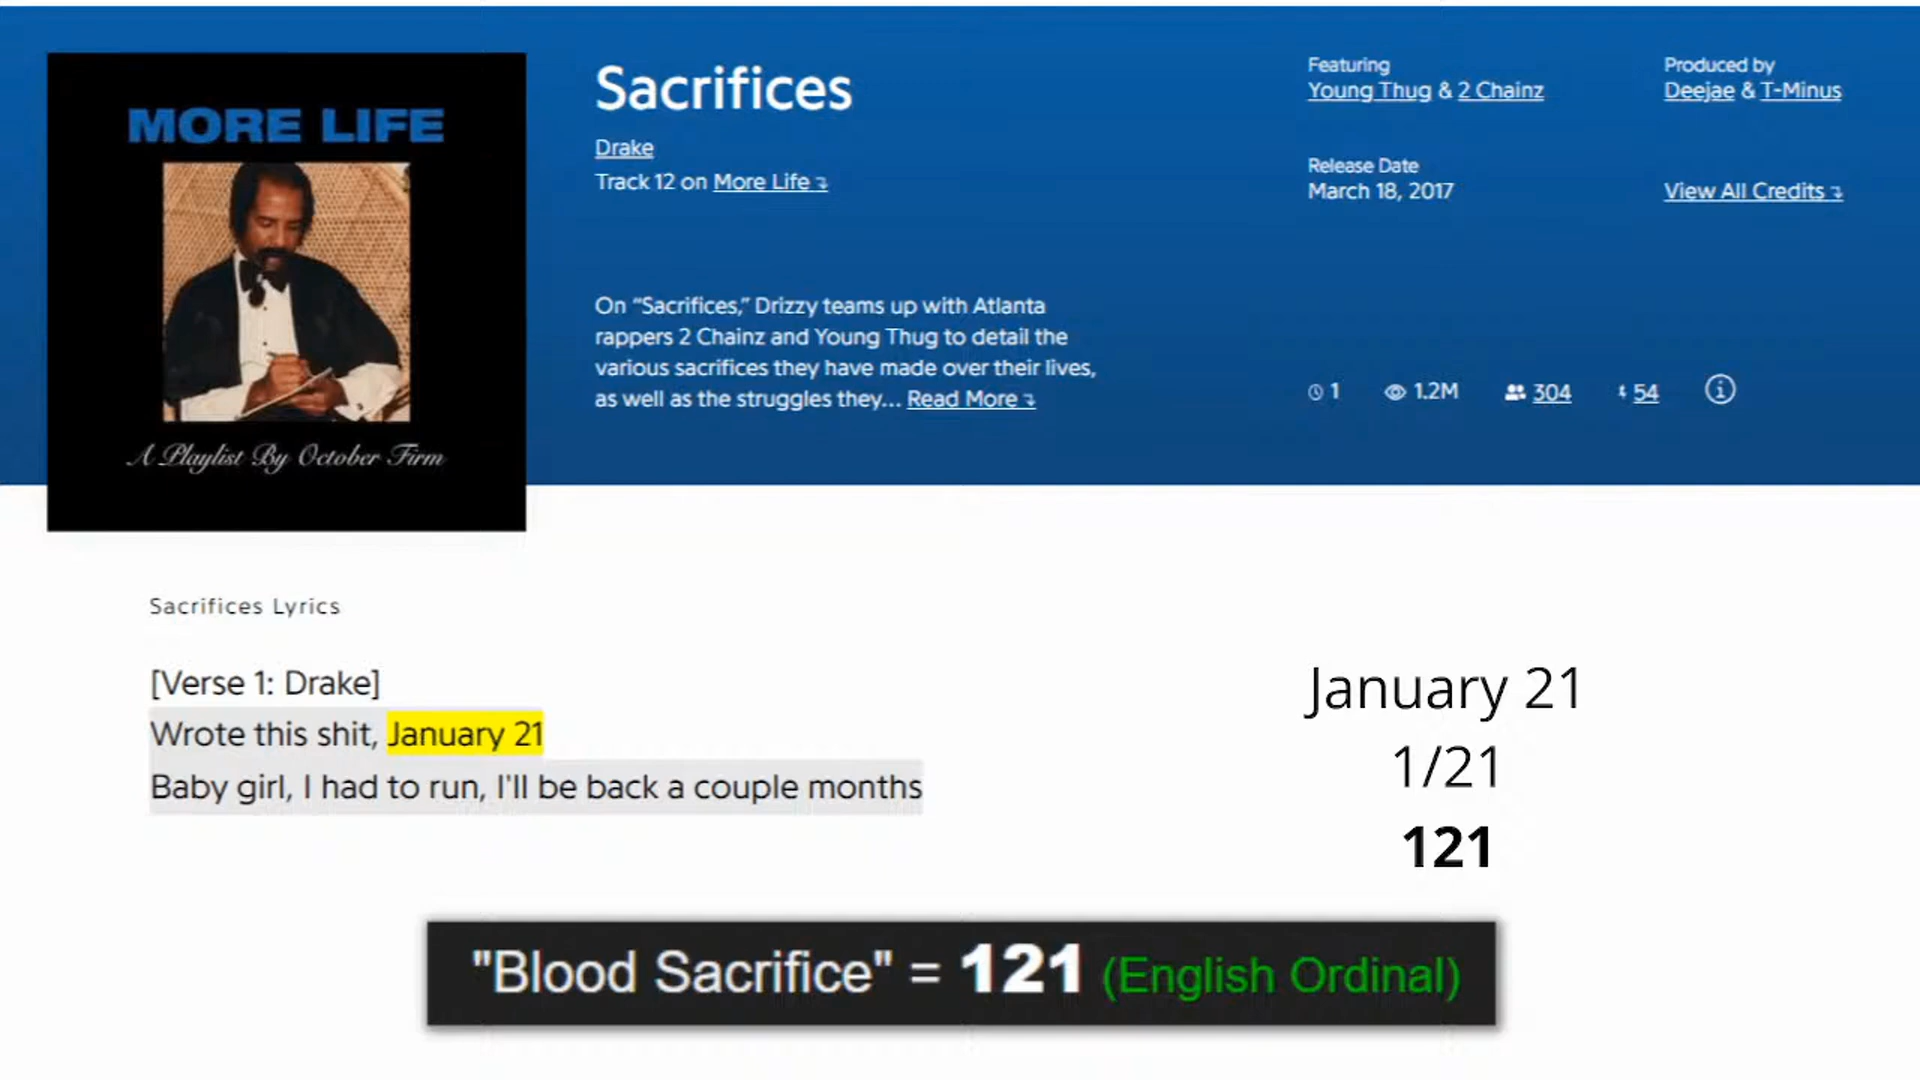 MORE LIFE
A Playlist By October Firm
Sacrifices
Drake
Track 12 on More Life
On “Sacrifices,” Drizzy teams up with Atlanta
rappers 2 Chainz and Young Thug to detail the
various sacrifices they have made over their lives,
as well as the struggles they... Read More
Featuring
Young Thug & 2 Chainz
Produced by
Deejae & T-Minus
Release Date
March 18, 2017
View All Credits
1 1.2M 304 54
Sacrifices Lyrics
[Verse 1: Drake]
Wrote this shit, January 21
Baby girl, I had to run, I'll be back a couple months
January 21
1/21
121
"Blood Sacrifice" = 121 (English Ordinal)